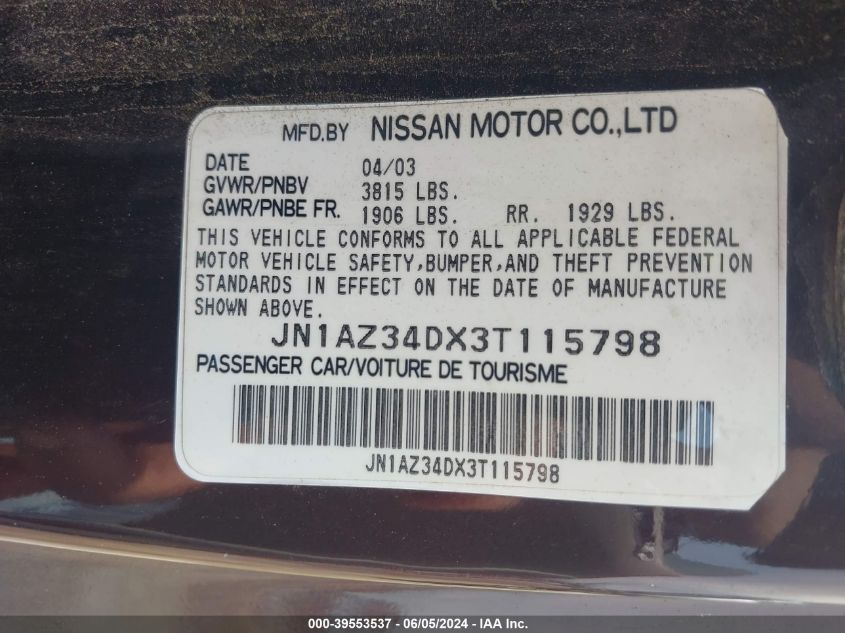 MFD.BY NISSAN MOTOR CO.,LTD
DATE 04/03
GVWR/PNBV 3815 LBS.
GAWR/PNBE FR. 1906 LBS. RR. 1929 LBS.
THIS VEHICLE CONFORMS TO ALL APPLICABLE FEDERAL
MOTOR VEHICLE SAFETY,BUMPER,AND THEFT PREVENTION
STANDARDS IN EFFECT ON THE DATE OF MANUFACTURE
SHOWN ABOVE.
JN1AZ34DX3T115798
PASSENGER CAR/VOITURE DE TOURISME
JN1AZ34DX3T115798
000-39553537 - 06/05/2024 - IAA Inc.